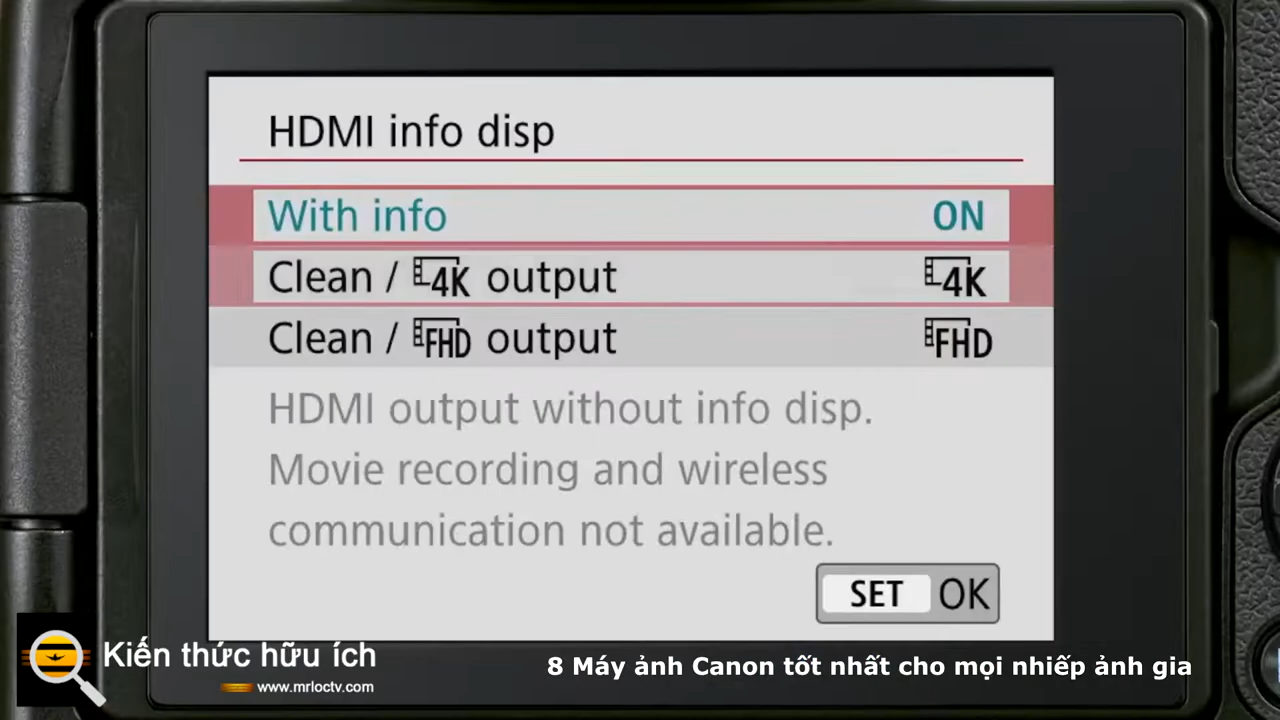 HDMI info disp
With info ON
Clean / 4K output 4K
Clean / FHD output FHD
HDMI output without info disp.
Movie recording and wireless
communication not available.
SET OK
Kiến thức hữu ích
www.mrloctv.com
8 Máy ảnh Canon tốt nhất cho mọi nhiếp ảnh gia